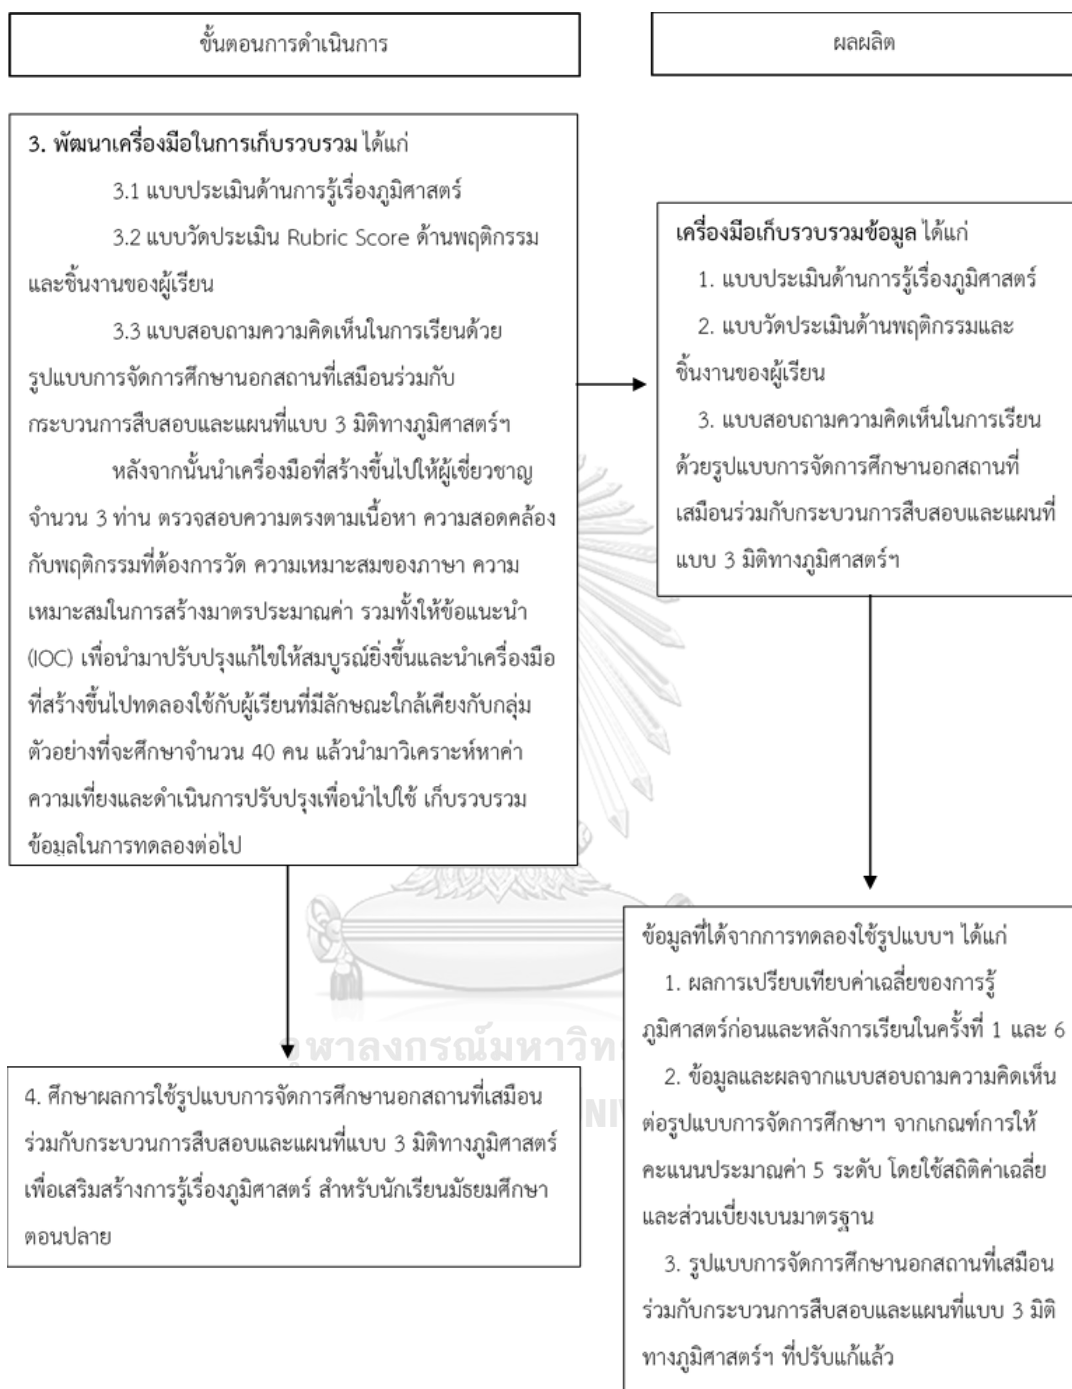 ขั้นตอนการดำเนินการ
ผลผลิต
3. พัฒนาเครื่องมือในการเก็บรวบรวม ได้แก่
3.1 แบบประเมินด้านการรู้เรื่องภูมิศาสตร์
3.2 แบบวัดประเมิน Rubric Score ด้านพฤติกรรม
และชิ้นงานของผู้เรียน
3.3 แบบสอบถามความคิดเห็นในการเรียนด้วย
รูปแบบการจัดการศึกษานอกสถานที่เสมือนร่วมกับ
กระบวนการสืบสอบและแผนที่แบบ 3 มิติทางภูมิศาสตร์ฯ
หลังจากนั้นนำเครื่องมือที่สร้างขึ้นไปให้ผู้เชี่ยวชาญ
จำนวน 3 ท่าน ตรวจสอบความตรงตามเนื้อหา ความสอดคล้อง
กับพฤติกรรมที่ต้องการวัด ความเหมาะสมของภาษา ความ
เหมาะสมในการสร้างมาตรประมาณค่า รวมทั้งให้ข้อแนะนำ
(IOC) เพื่อนำมาปรับปรุงแก้ไขให้สมบูรณ์ยิ่งขึ้นและนำเครื่องมือ
ที่สร้างขึ้นไปทดลองใช้กับผู้เรียนที่มีลักษณะใกล้เคียงกับกลุ่ม
ตัวอย่างที่จะศึกษาจำนวน 40 คน แล้วนำมาวิเคราะห์หาค่า
ความเที่ยงและดำเนินการปรับปรุงเพื่อนำไปใช้ เก็บรวบรวม
ข้อมูลในการทดลองต่อไป
เครื่องมือเก็บรวบรวมข้อมูล ได้แก่
1. แบบประเมินด้านการรู้เรื่องภูมิศาสตร์
2. แบบวัดประเมินด้านพฤติกรรมและ
ชิ้นงานของผู้เรียน
3. แบบสอบถามความคิดเห็นในการเรียน
ด้วยรูปแบบการจัดการศึกษานอกสถานที่
เสมือนร่วมกับกระบวนการสืบสอบและแผนที่
แบบ 3 มิติทางภูมิศาสตร์ฯ
4. ศึกษาผลการใช้รูปแบบการจัดการศึกษานอกสถานที่เสมือน
ร่วมกับกระบวนการสืบสอบและแผนที่แบบ 3 มิติทางภูมิศาสตร์
เพื่อเสริมสร้างการรู้เรื่องภูมิศาสตร์ สำหรับนักเรียนมัธยมศึกษา
ตอนปลาย
ข้อมูลที่ได้จากการทดลองใช้รูปแบบฯ ได้แก่
1. ผลการเปรียบเทียบค่าเฉลี่ยของการรู้
ภูมิศาสตร์ก่อนและหลังการเรียนในครั้งที่ 1 และ 6
2. ข้อมูลและผลจากแบบสอบถามความคิดเห็น
ต่อรูปแบบการจัดการศึกษาฯ จากเกณฑ์การให้
คะแนนประมาณค่า 5 ระดับ โดยใช้สถิติค่าเฉลี่ย
และส่วนเบี่ยงเบนมาตรฐาน
3. รูปแบบการจัดการศึกษานอกสถานที่เสมือน
ร่วมกับกระบวนการสืบสอบและแผนที่แบบ 3 มิติ
ทางภูมิศาสตร์ฯ ที่ปรับแก้แล้ว